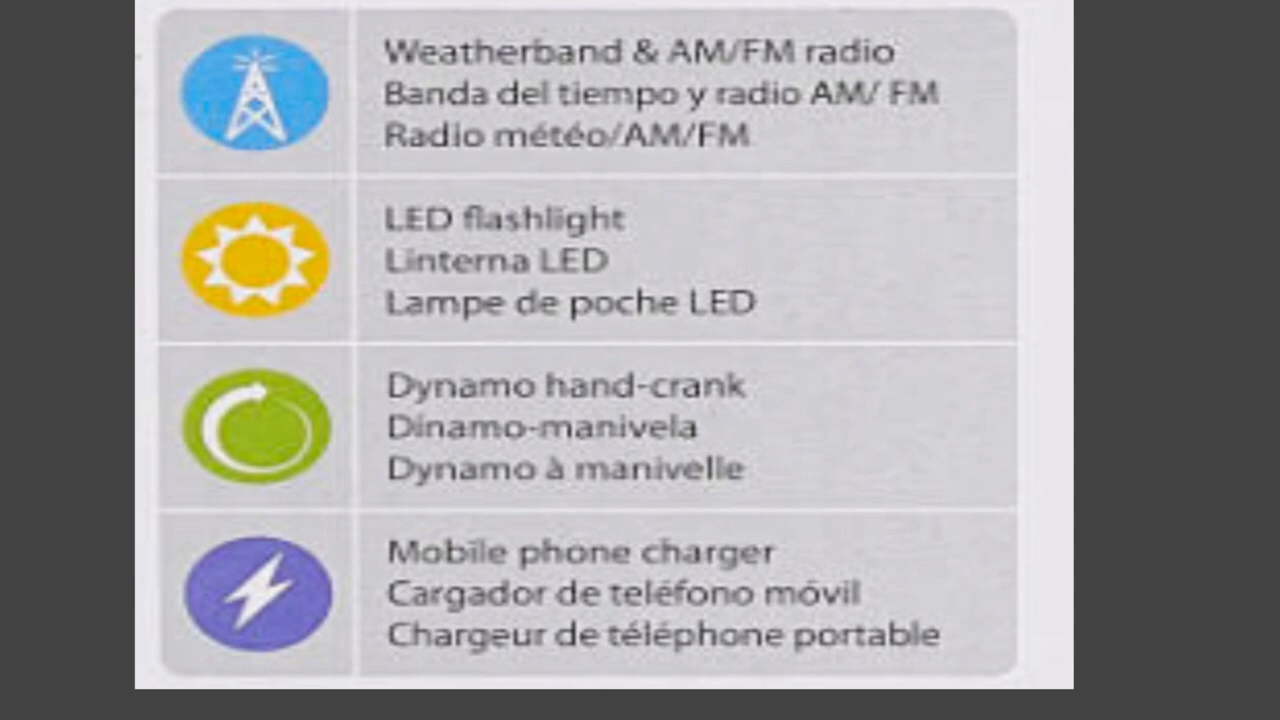 Weatherband & AM/FM radio
Banda del tiempo y radio AM/ FM
Radio météo/AM/FM
LED flashlight
Linterna LED
Lampe de poche LED
Dynamo hand-crank
Dínamo-manivela
Dynamo à manivelle
Mobile phone charger
Cargador de teléfono móvil
Chargeur de téléphone portable